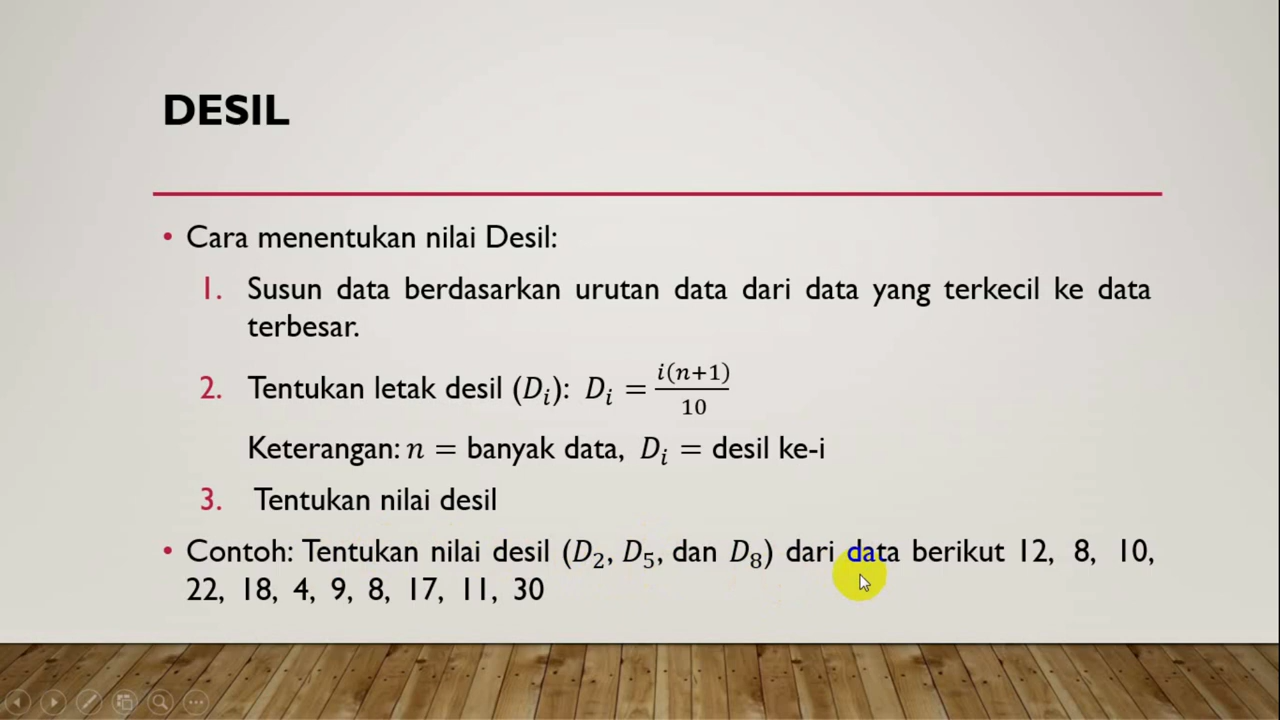 DESIL
• Cara menentukan nilai Desil:
1. Susun data berdasarkan urutan data dari data yang terkecil ke data
terbesar.
2. Tentukan letak desil (Dᵢ): Dᵢ = i(n+1)/10
Keterangan: n = banyak data, Dᵢ = desil ke-i
3. Tentukan nilai desil
• Contoh: Tentukan nilai desil (D₂, D₅, dan D₈) dari data berikut 12, 8, 10,
22, 18, 4, 9, 8, 17, 11, 30